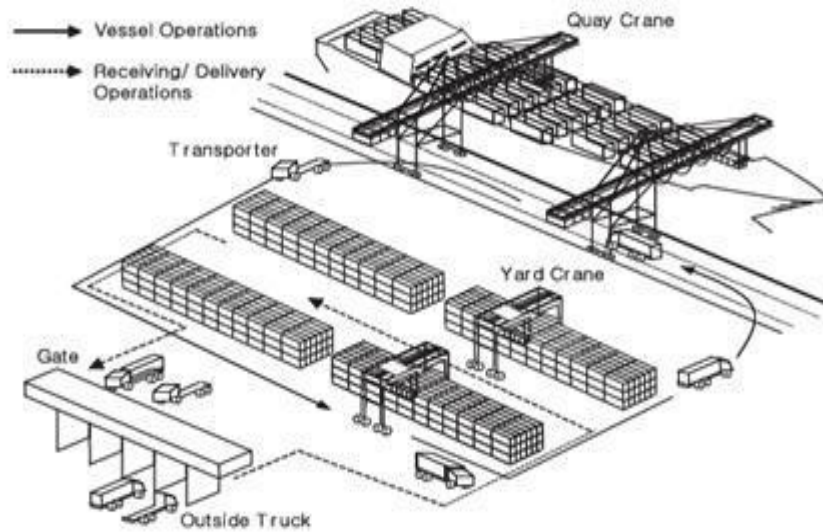 Vessel Operations
Receiving/ Delivery
Operations
Quay Crane
Transporter
Yard Crane
Gate
Outside Truck